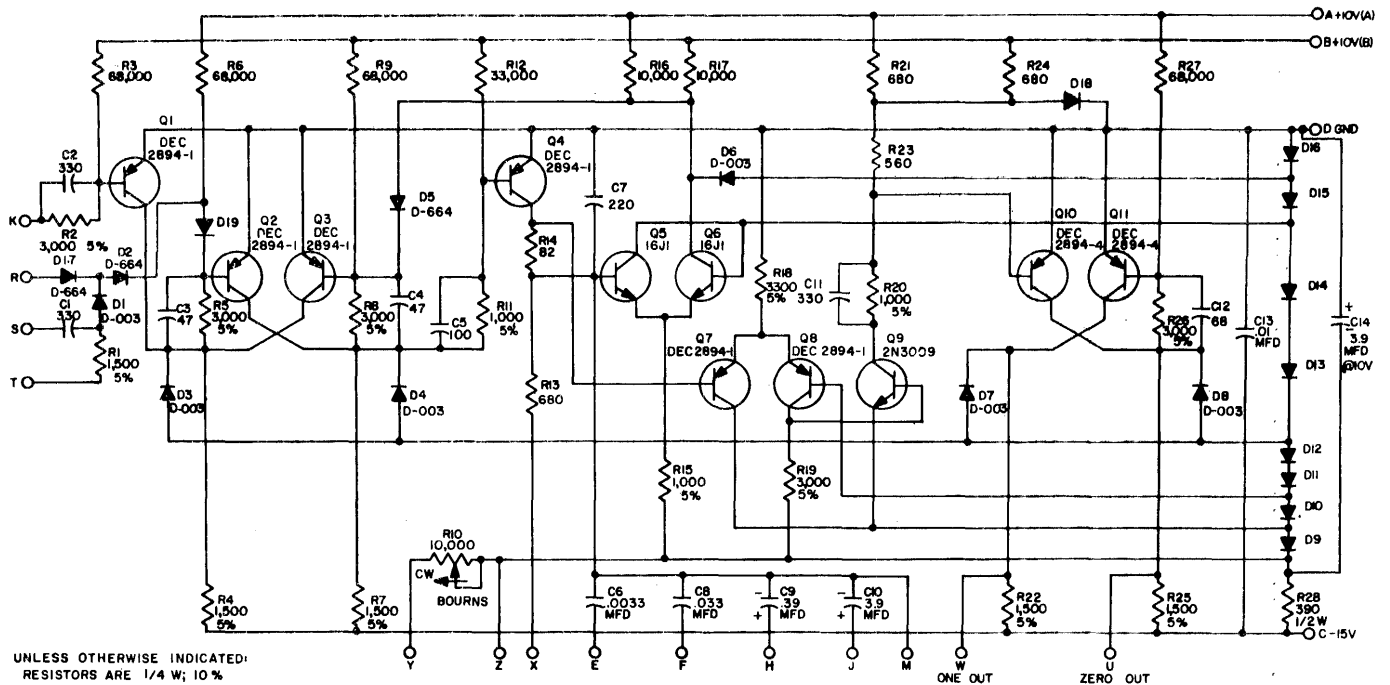 A+10V(A)
B+10V(B)
R3
68,000
R6
68,000
R9
68,000
R12
33,000
R16
10,000
R17
10,000
R21
680
R24
680
R27
68,000
D18
Q1
DEC
2894-1
C2
330
K
R2
3,000 5%
Q4
DEC
2894-1
D6
D-003
C7
220
R23
560
D GND
D16
D15
D5
D-664
D19
Q2
DEC
2894-1
Q3
DEC
2894-1
R14
82
Q5
16J1
Q6
16J1
Q10
DEC
2894-4
Q11
DEC
2894-4
R
D17
D-664
D2
D-664
C1
330
D1
D-003
S
R1
1,500
5%
T
C3
47
R5
3,000
5%
R8
3,000
5%
C4
47
C5
100
R11
1,000
5%
R18
3300
5%
C11
330
R20
1,000
5%
R26
3,000
5%
C12
68
C13
.01
MFD
D14
+
-
C14
3.9
MFD
@10V
Q7
DEC2894-1
Q8
DEC 2894-1
Q9
2N3009
D3
D-003
D4
D-003
R13
680
D7
D-003
D8
D-003
D13
D12
D11
D10
D9
R15
1,000
5%
R19
3,000
5%
R10
10,000
CW
BOURNS
R4
1,500
5%
R7
1,500
5%
C6
.0033
MFD
C8
.033
MFD
-
C9
.39
+ MFD
-
C10
3.9
+ MFD
R22
1,500
5%
R25
1,500
5%
R28
390
1/2W
C-15V
Y
Z
X
E
F
H
J
M
W
ONE OUT
U
ZERO OUT
UNLESS OTHERWISE INDICATED:
RESISTORS ARE 1/4 W; 10 %